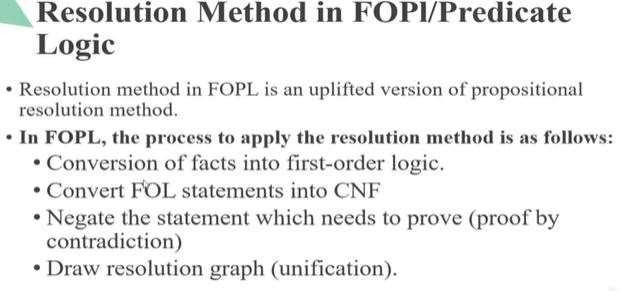 Resolution Method in FOPl/Predicate
Logic
• Resolution method in FOPL is an uplifted version of propositional
resolution method.
• In FOPL, the process to apply the resolution method is as follows:
• Conversion of facts into first-order logic.
• Convert FOL statements into CNF
• Negate the statement which needs to prove (proof by
contradiction)
• Draw resolution graph (unification).